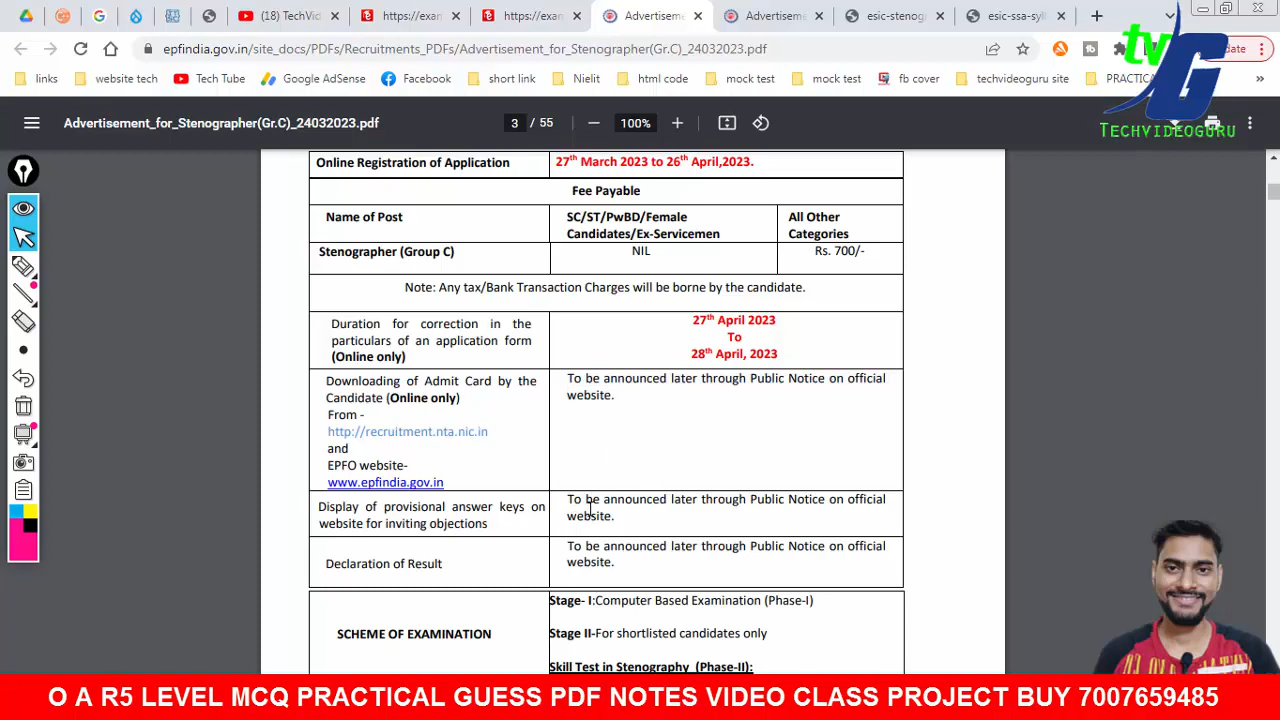 (18) TechVid
https://exan
https://exan
Advertisem
Advertisem
esic-stenog
esic-ssa-syll
epfindia.gov.in/site_docs/PDFs/Recruitments_PDFs/Advertisement_for_Stenographer(Gr.C)_24032023.pdf
links
website tech
Tech Tube
Google AdSense
Facebook
short link
Nielit
html code
mock test
mock test
fb cover
techvideoguru
PRACTICA
tv G
TECHVIDEOGURU
Advertisement_for_Stenographer(Gr.C)_24032023.pdf
3 / 55
100%
Online Registration of Application
27th March 2023 to 26th April,2023.
Fee Payable
Name of Post
SC/ST/PwBD/Female
Candidates/Ex-Servicemen
All Other
Categories
Stenographer (Group C)
NIL
Rs. 700/-
Note: Any tax/Bank Transaction Charges will be borne by the candidate.
Duration for correction in the
particulars of an application form
(Online only)
27th April 2023
To
28th April, 2023
Downloading of Admit Card by the
Candidate (Online only)
From -
http://recruitment.nta.nic.in
and
EPFO website-
www.epfindia.gov.in
To be announced later through Public Notice on official
website.
Display of provisional answer keys on
website for inviting objections
To be announced later through Public Notice on official
website.
Declaration of Result
To be announced later through Public Notice on official
website.
SCHEME OF EXAMINATION
Stage- I:Computer Based Examination (Phase-I)
Stage II-For shortlisted candidates only
Skill Test in Stenography (Phase-II):
O A R5 LEVEL MCQ PRACTICAL GUESS PDF NOTES VIDEO CLASS PROJECT BUY 7007659485